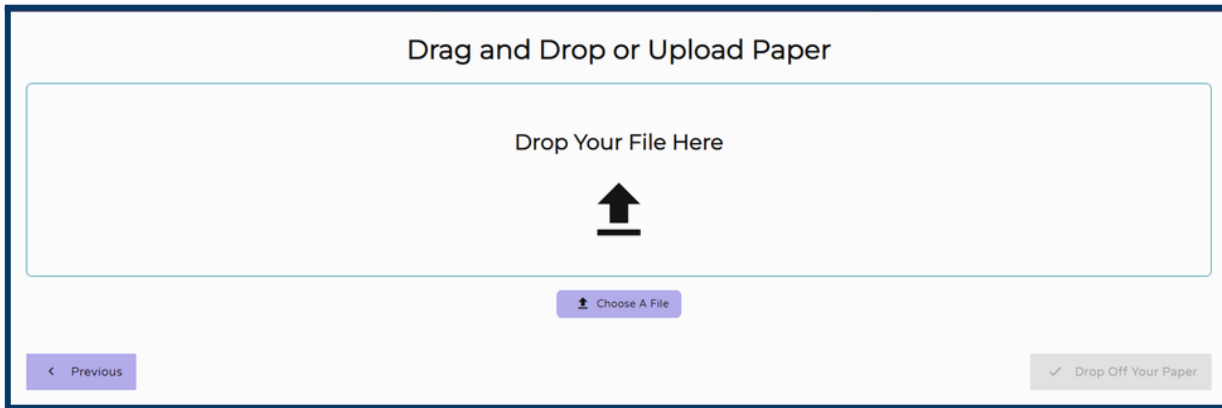 Drag and Drop or Upload Paper
Drop Your File Here
Choose A File
Previous
Drop Off Your Paper